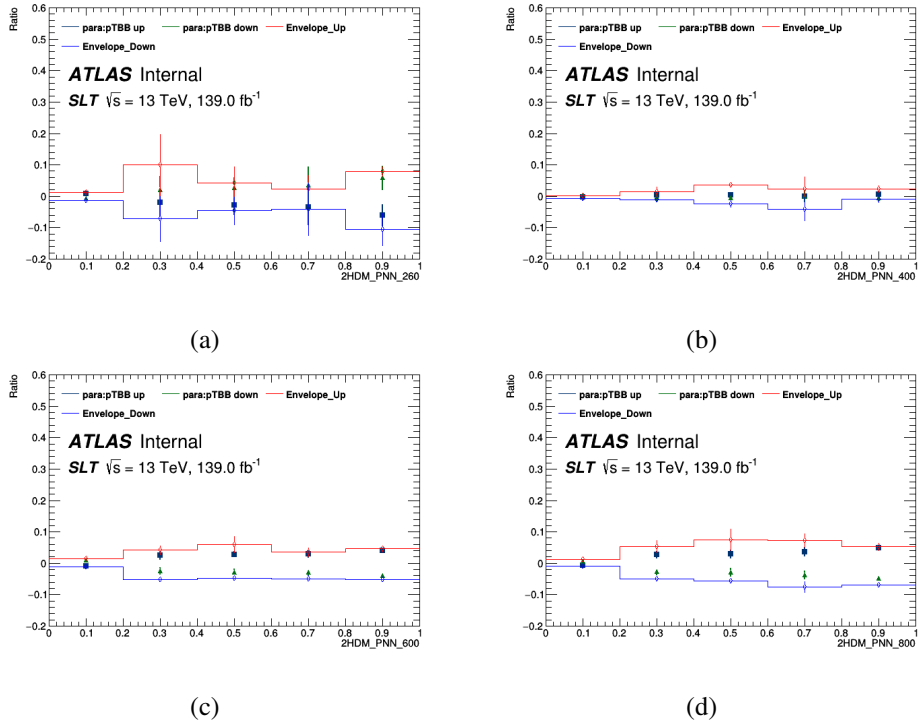 Ratio
0.6
0.5
0.4
0.3
0.2
0.1
0
−0.1
−0.2
para:pTBB up para:pTBB down Envelope_Up
Envelope_Down
ATLAS Internal
SLT √s = 13 TeV, 139.0 fb-1
0 0.1 0.2 0.3 0.4 0.5 0.6 0.7 0.8 0.9 1
2HDM_PNN_260
(a)
Ratio
0.6
0.5
0.4
0.3
0.2
0.1
0
−0.1
−0.2
para:pTBB up para:pTBB down Envelope_Up
Envelope_Down
ATLAS Internal
SLT √s = 13 TeV, 139.0 fb-1
0 0.1 0.2 0.3 0.4 0.5 0.6 0.7 0.8 0.9 1
2HDM_PNN_400
(b)
Ratio
0.6
0.5
0.4
0.3
0.2
0.1
0
−0.1
−0.2
para:pTBB up para:pTBB down Envelope_Up
Envelope_Down
ATLAS Internal
SLT √s = 13 TeV, 139.0 fb-1
0 0.1 0.2 0.3 0.4 0.5 0.6 0.7 0.8 0.9 1
2HDM_PNN_600
(c)
Ratio
0.6
0.5
0.4
0.3
0.2
0.1
0
−0.1
−0.2
para:pTBB up para:pTBB down Envelope_Up
Envelope_Down
ATLAS Internal
SLT √s = 13 TeV, 139.0 fb-1
0 0.1 0.2 0.3 0.4 0.5 0.6 0.7 0.8 0.9 1
2HDM_PNN_800
(d)